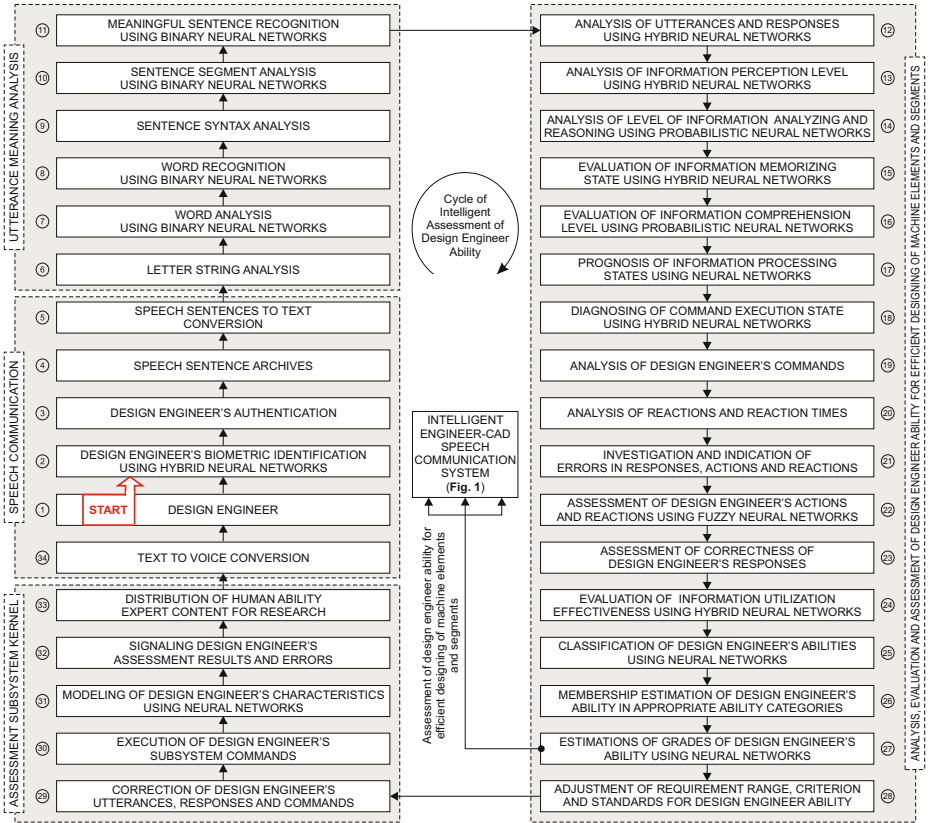 UTTERANCE MEANING ANALYSIS
11
MEANINGFUL SENTENCE RECOGNITION
USING BINARY NEURAL NETWORKS
10
SENTENCE SEGMENT ANALYSIS
USING BINARY NEURAL NETWORKS
9
SENTENCE SYNTAX ANALYSIS
8
WORD RECOGNITION
USING BINARY NEURAL NETWORKS
7
WORD ANALYSIS
USING BINARY NEURAL NETWORKS
6
LETTER STRING ANALYSIS
SPEECH COMMUNICATION
5
SPEECH SENTENCES TO TEXT
CONVERSION
4
SPEECH SENTENCE ARCHIVES
3
DESIGN ENGINEER'S AUTHENTICATION
2
DESIGN ENGINEER'S BIOMETRIC IDENTIFICATION
USING HYBRID NEURAL NETWORKS
1
START
DESIGN ENGINEER
34
TEXT TO VOICE CONVERSION
ASSESSMENT SUBSYSTEM KERNEL
33
DISTRIBUTION OF HUMAN ABILITY
EXPERT CONTENT FOR RESEARCH
32
SIGNALING DESIGN ENGINEER'S
ASSESSMENT RESULTS AND ERRORS
31
MODELING OF DESIGN ENGINEER'S CHARACTERISTICS
USING NEURAL NETWORKS
30
EXECUTION OF DESIGN ENGINEER'S
SUBSYSTEM COMMANDS
29
CORRECTION OF DESIGN ENGINEER'S
UTTERANCES, RESPONSES AND COMMANDS
Cycle of
Intelligent
Assessment of
Design Engineer
Ability
INTELLIGENT
ENGINEER-CAD
SPEECH
COMMUNICATION
SYSTEM
(Fig. 1)
Assessment of design engineer ability for
efficient designing of machine elements
and segments
ANALYSIS OF UTTERANCES AND RESPONSES
USING HYBRID NEURAL NETWORKS
12
ANALYSIS OF INFORMATION PERCEPTION LEVEL
USING HYBRID NEURAL NETWORKS
13
ANALYSIS OF LEVEL OF INFORMATION ANALYZING AND
REASONING USING PROBABILISTIC NEURAL NETWORKS
14
EVALUATION OF INFORMATION MEMORIZING
STATE USING HYBRID NEURAL NETWORKS
15
EVALUATION OF INFORMATION COMPREHENSION
LEVEL USING PROBABILISTIC NEURAL NETWORKS
16
PROGNOSIS OF INFORMATION PROCESSING
STATES USING NEURAL NETWORKS
17
DIAGNOSING OF COMMAND EXECUTION STATE
USING HYBRID NEURAL NETWORKS
18
ANALYSIS OF DESIGN ENGINEER'S COMMANDS
19
ANALYSIS OF REACTIONS AND REACTION TIMES
20
INVESTIGATION AND INDICATION OF
ERRORS IN RESPONSES, ACTIONS AND REACTIONS
21
ASSESSMENT OF DESIGN ENGINEER'S ACTIONS
AND REACTIONS USING FUZZY NEURAL NETWORKS
22
ASSESSMENT OF CORRECTNESS OF
DESIGN ENGINEER'S RESPONSES
23
EVALUATION OF INFORMATION UTILIZATION
EFFECTIVENESS USING HYBRID NEURAL NETWORKS
24
CLASSIFICATION OF DESIGN ENGINEER'S ABILITIES
USING NEURAL NETWORKS
25
MEMBERSHIP ESTIMATION OF DESIGN ENGINEER'S
ABILITY IN APPROPRIATE ABILITY CATEGORIES
26
ESTIMATIONS OF GRADES OF DESIGN ENGINEER'S
ABILITY USING NEURAL NETWORKS
27
ADJUSTMENT OF REQUIREMENT RANGE, CRITERION
AND STANDARDS FOR DESIGN ENGINEER ABILITY
28
ANALYSIS, EVALUATION AND ASSESSMENT OF DESIGN ENGINEER ABILITY FOR EFFICIENT DESIGNING OF MACHINE ELEMENTS AND SEGMENTS